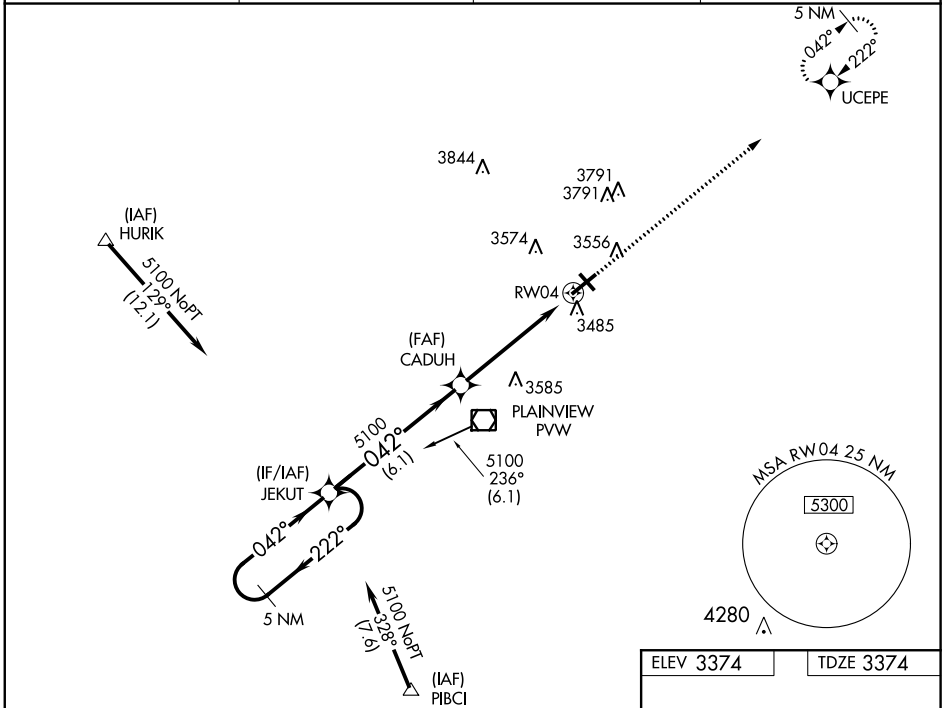 5 NM
042°
222°
UCEPE
3844
3791
3791
(IAF)
HURIK
3574
3556
5100 NoPT
129°
(12.1)
RW04
3485
(FAF)
CADUH
3585
PLAINVIEW
PVW
5100
042°
(6.1)
5100
236°
(6.1)
(IF/IAF)
JEKUT
MSA RW04 25 NM
5300
042°
222°
5 NM
5100 NoPT
328°
(7.6)
4280
(IAF)
PIBCI
ELEV 3374
TDZE 3374